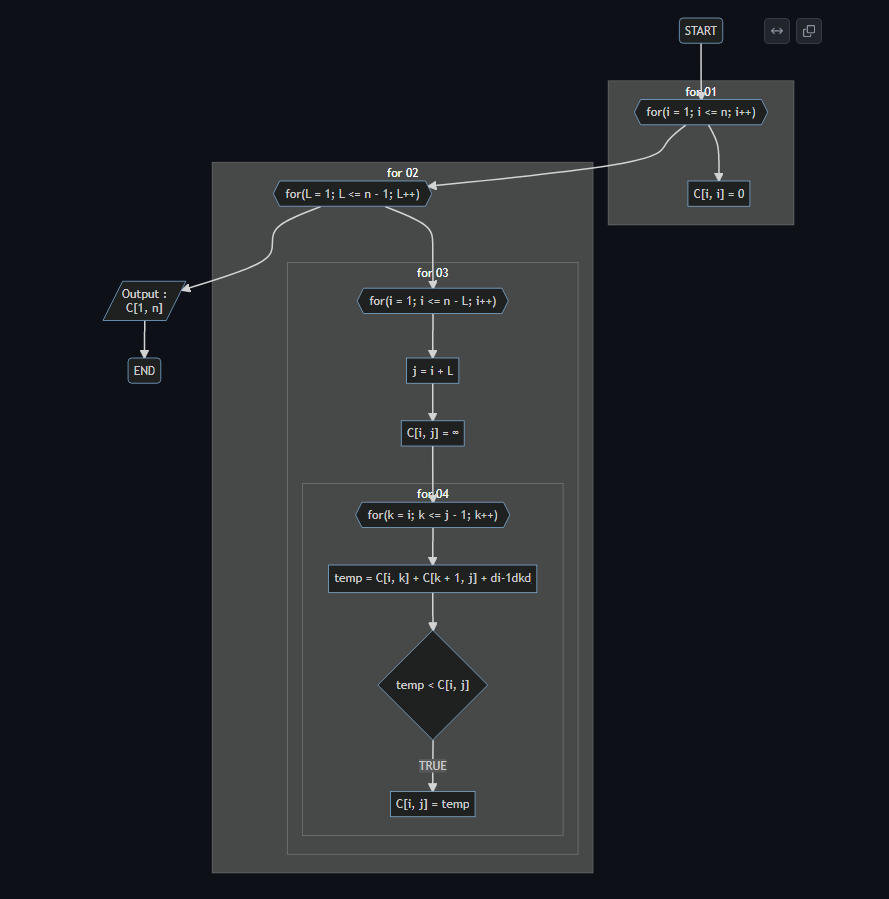 START
for 01
for(i = 1; i <= n; i++)
C[i, i] = 0
for 02
for(L = 1; L <= n - 1; L++)
Output :
C[1, n]
END
for 03
for(i = 1; i <= n - L; i++)
j = i + L
C[i, j] = ∞
for 04
for(k = i; k <= j - 1; k++)
temp = C[i, k] + C[k + 1, j] + di-1dkd
temp < C[i, j]
TRUE
C[i, j] = temp